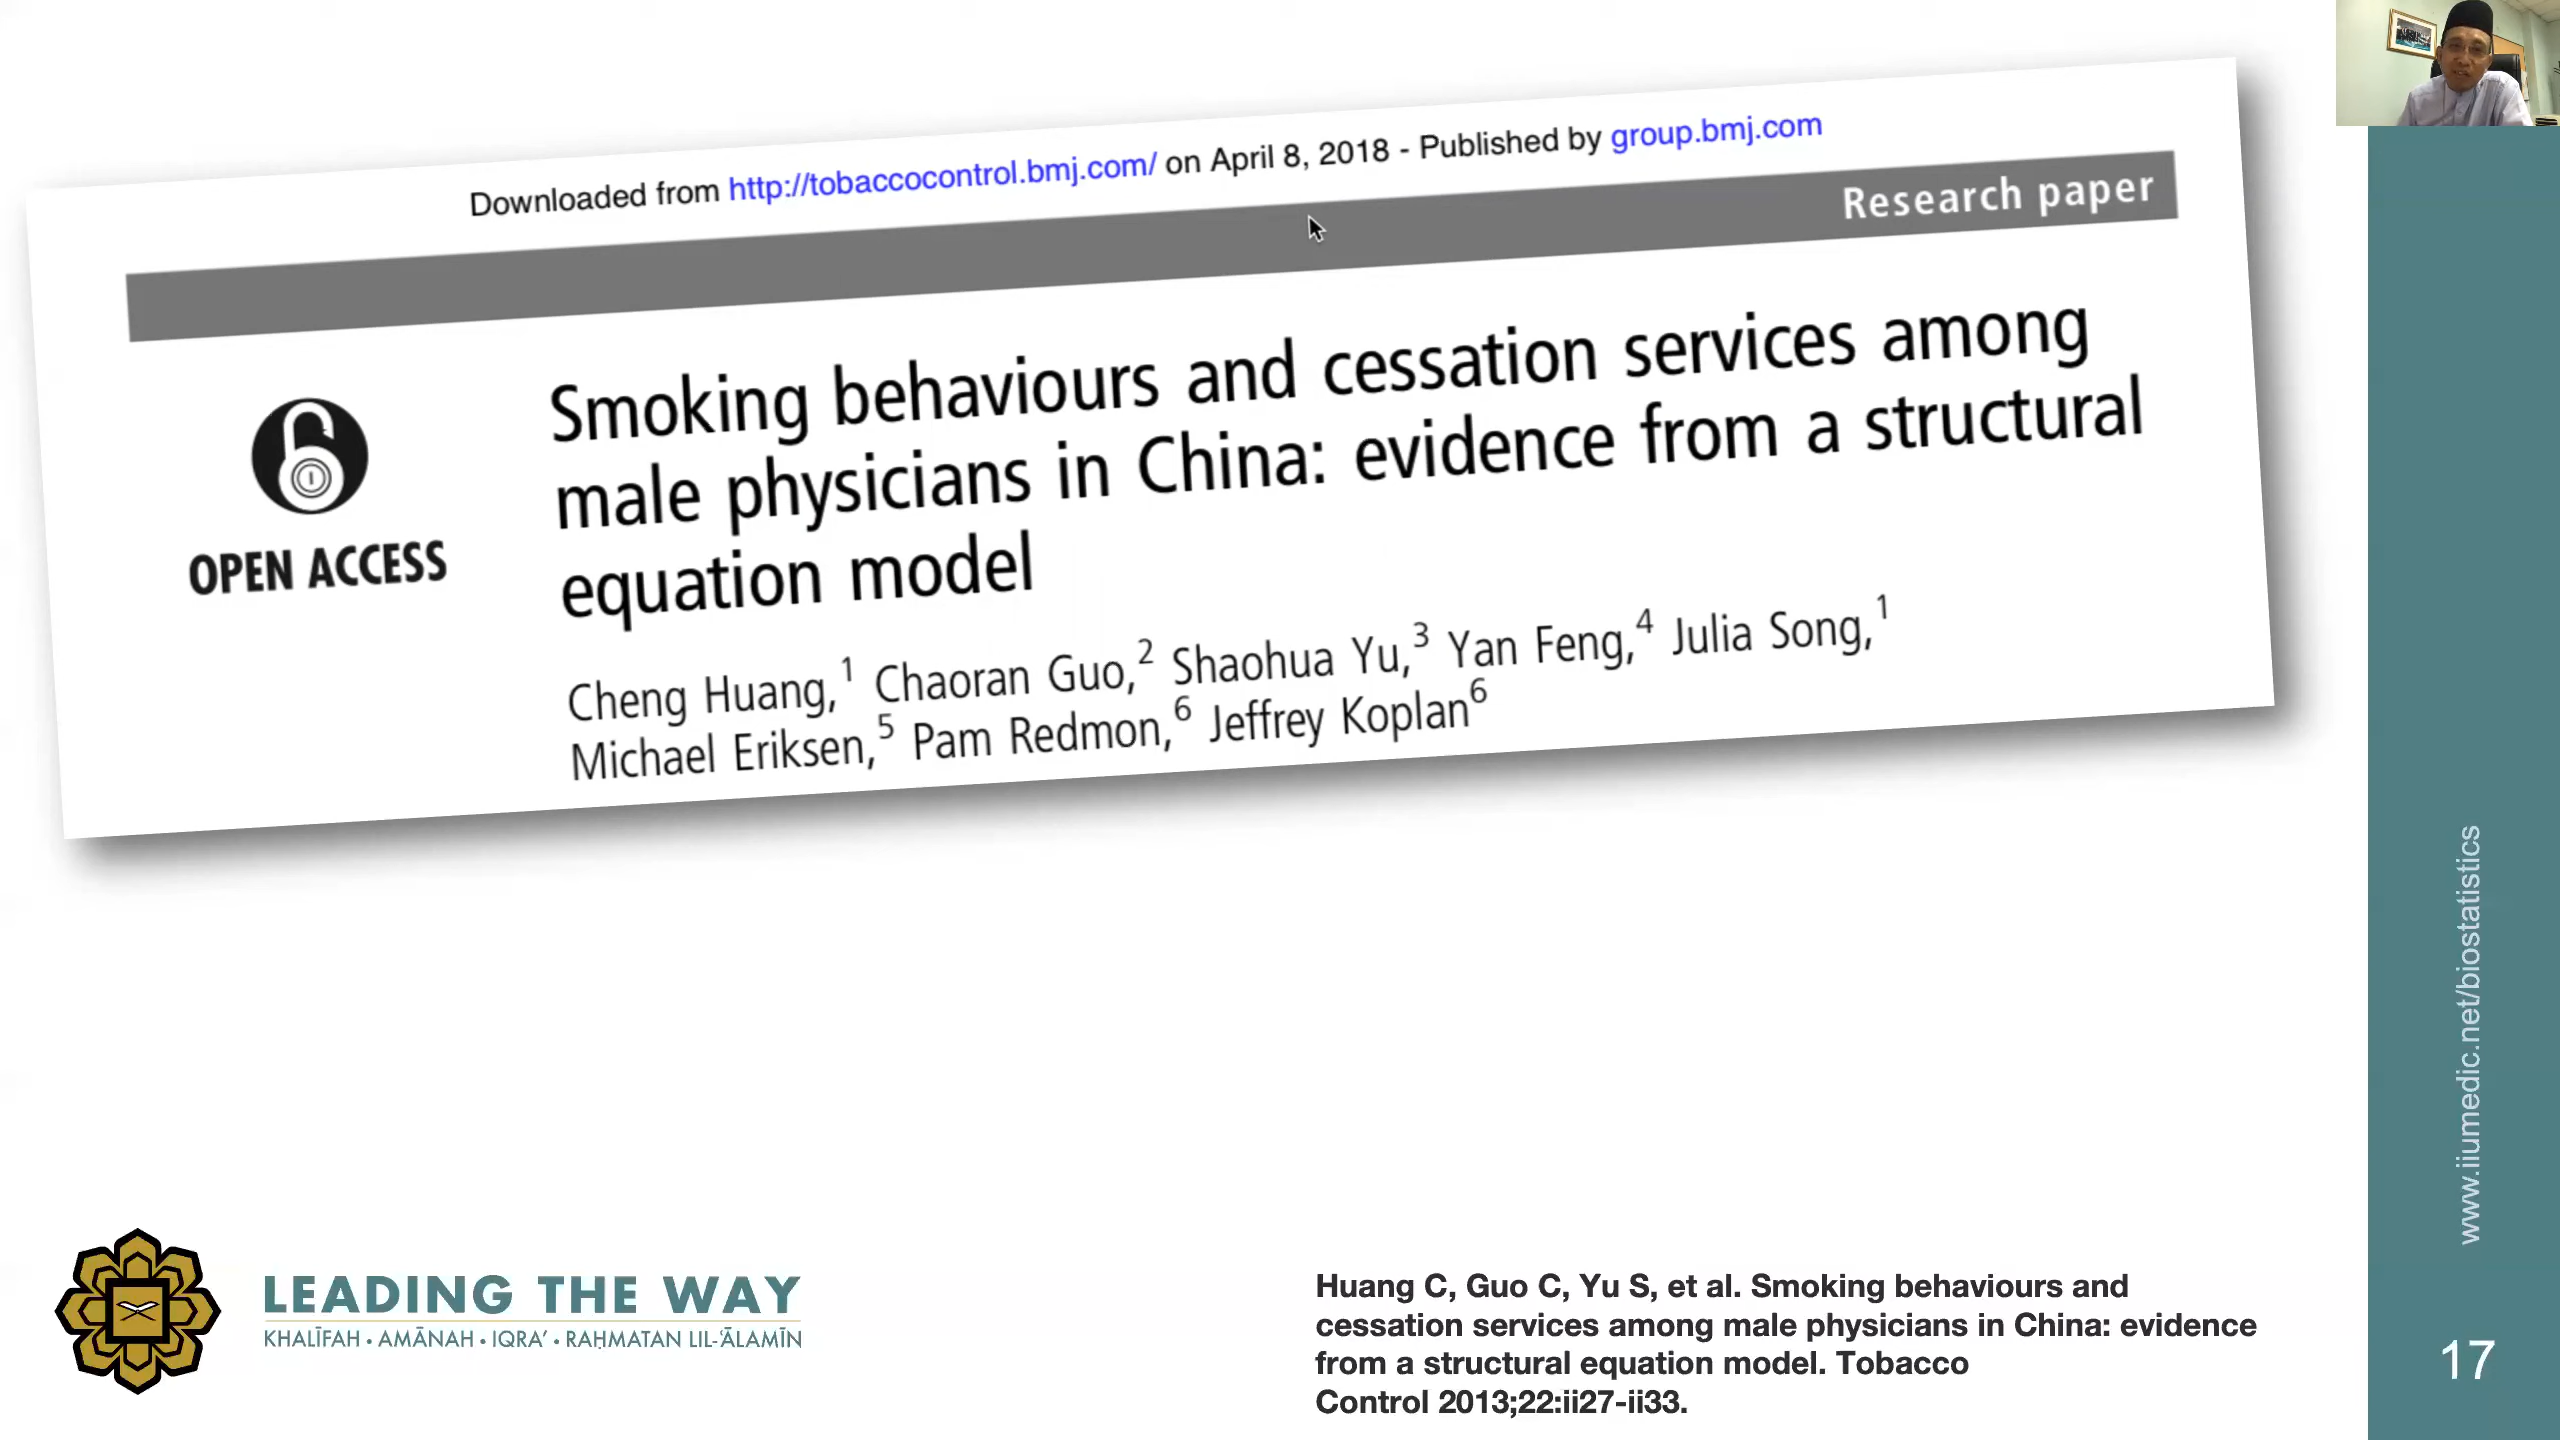 Downloaded from http://tobaccocontrol.bmj.com/ on April 8, 2018 - Published by group.bmj.com
Research paper
OPEN ACCESS
Smoking behaviours and cessation services among
male physicians in China: evidence from a structural
equation model
Cheng Huang,1 Chaoran Guo,2 Shaohua Yu,3 Yan Feng,4 Julia Song,1
Michael Eriksen,5 Pam Redmon,6 Jeffrey Koplan6
www.iiumedic.net/biostatistics
LEADING THE WAY
KHALĪFAH • AMĀNAH • IQRA’ • RAḤMATAN LIL-‘ĀLAMĪN
Huang C, Guo C, Yu S, et al. Smoking behaviours and
cessation services among male physicians in China: evidence
from a structural equation model. Tobacco
Control 2013;22:ii27-ii33.
17